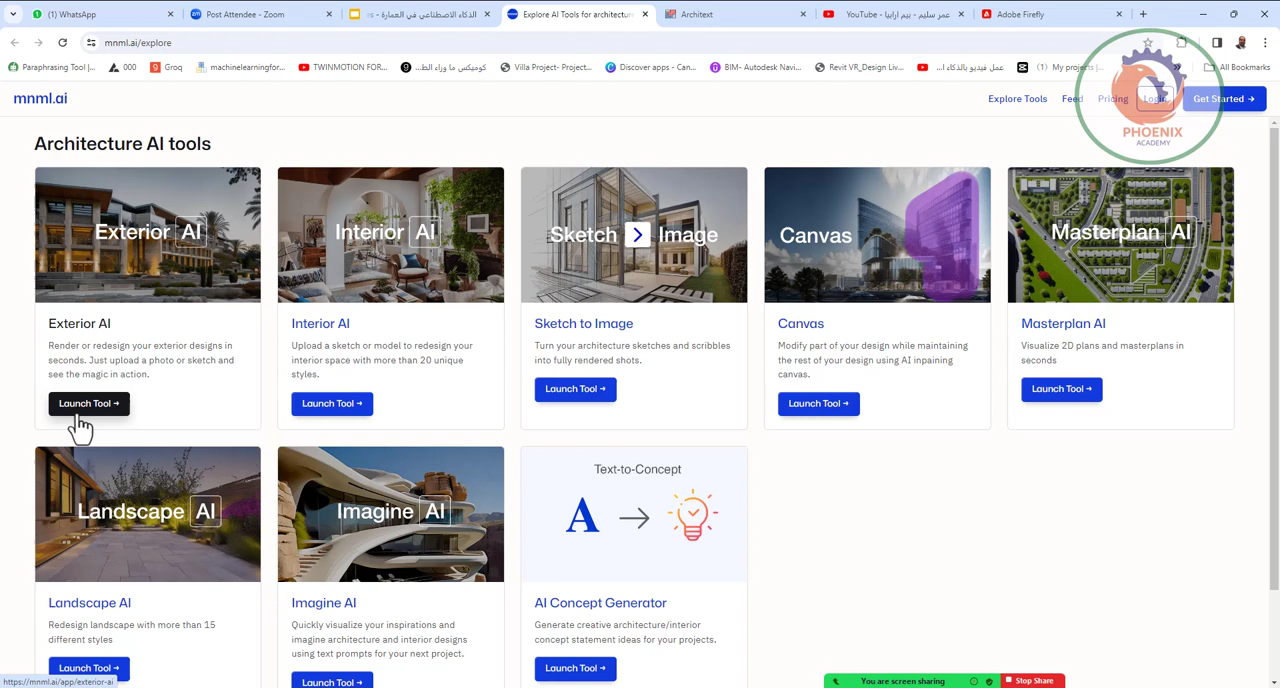 (1) WhatsApp
Post Attendee - Zoom
الذكاء الاصطناعي في العمارة - rs
Explore AI Tools for architectur
Architext
عمر سليم - بيم ارابيا - YouTube
Adobe Firefly
mnml.ai/explore
Paraphrasing Tool |...
000
Groq
machinelearningfor...
TWINMOTION FOR...
كوميكس ما وراء الط...
Villa Project- Project...
Discover apps - Can...
BIM- Autodesk Navi...
Revit VR_Design Liv...
عمل فيديو بالذكاء ا...
(1) My projects |...
All Bookmarks
mnml.ai
Explore Tools
Feed
Pricing
Login
Get Started →
PHOENIX
ACADEMY
Architecture AI tools
Exterior AI
Interior AI
Sketch > Image
Canvas
Masterplan AI
Exterior AI
Render or redesign your exterior designs in
seconds. Just upload a photo or sketch and
see the magic in action.
Launch Tool →
Interior AI
Upload a sketch or model to redesign your
interior space with more than 20 unique
styles.
Launch Tool →
Sketch to Image
Turn your architecture sketches and scribbles
into fully rendered shots.
Launch Tool →
Canvas
Modify part of your design while maintaining
the rest of your design using AI inpaining
canvas.
Launch Tool →
Masterplan AI
Visualize 2D plans and masterplans in
seconds
Launch Tool →
Landscape AI
Imagine AI
Text-to-Concept
A →
Landscape AI
Redesign landscape with more than 15
different styles
Launch Tool →
Imagine AI
Quickly visualize your inspirations and
imagine architecture and interior designs
using text prompts for your next project.
Launch Tool →
AI Concept Generator
Generate creative architecture/interior
concept statement ideas for your projects.
Launch Tool →
https://mnml.ai/app/exterior-ai
You are screen sharing
Stop Share